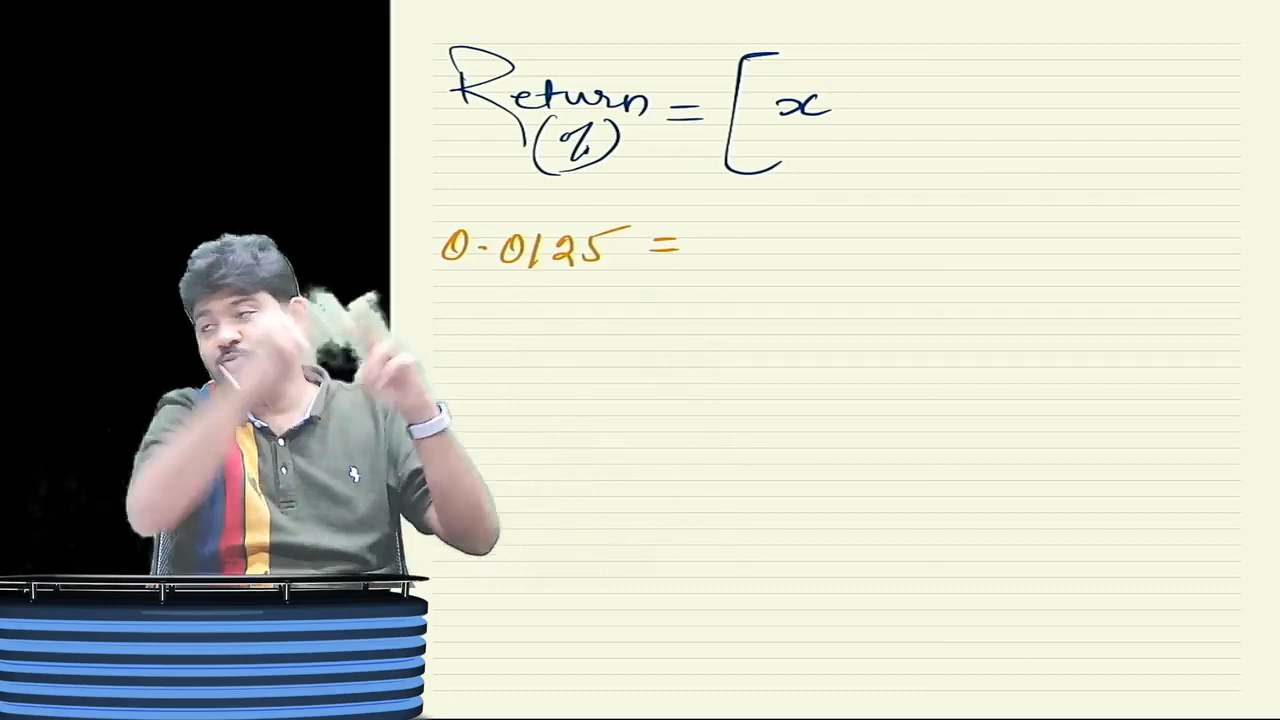 Return = [ x
(%)
0.0125 =